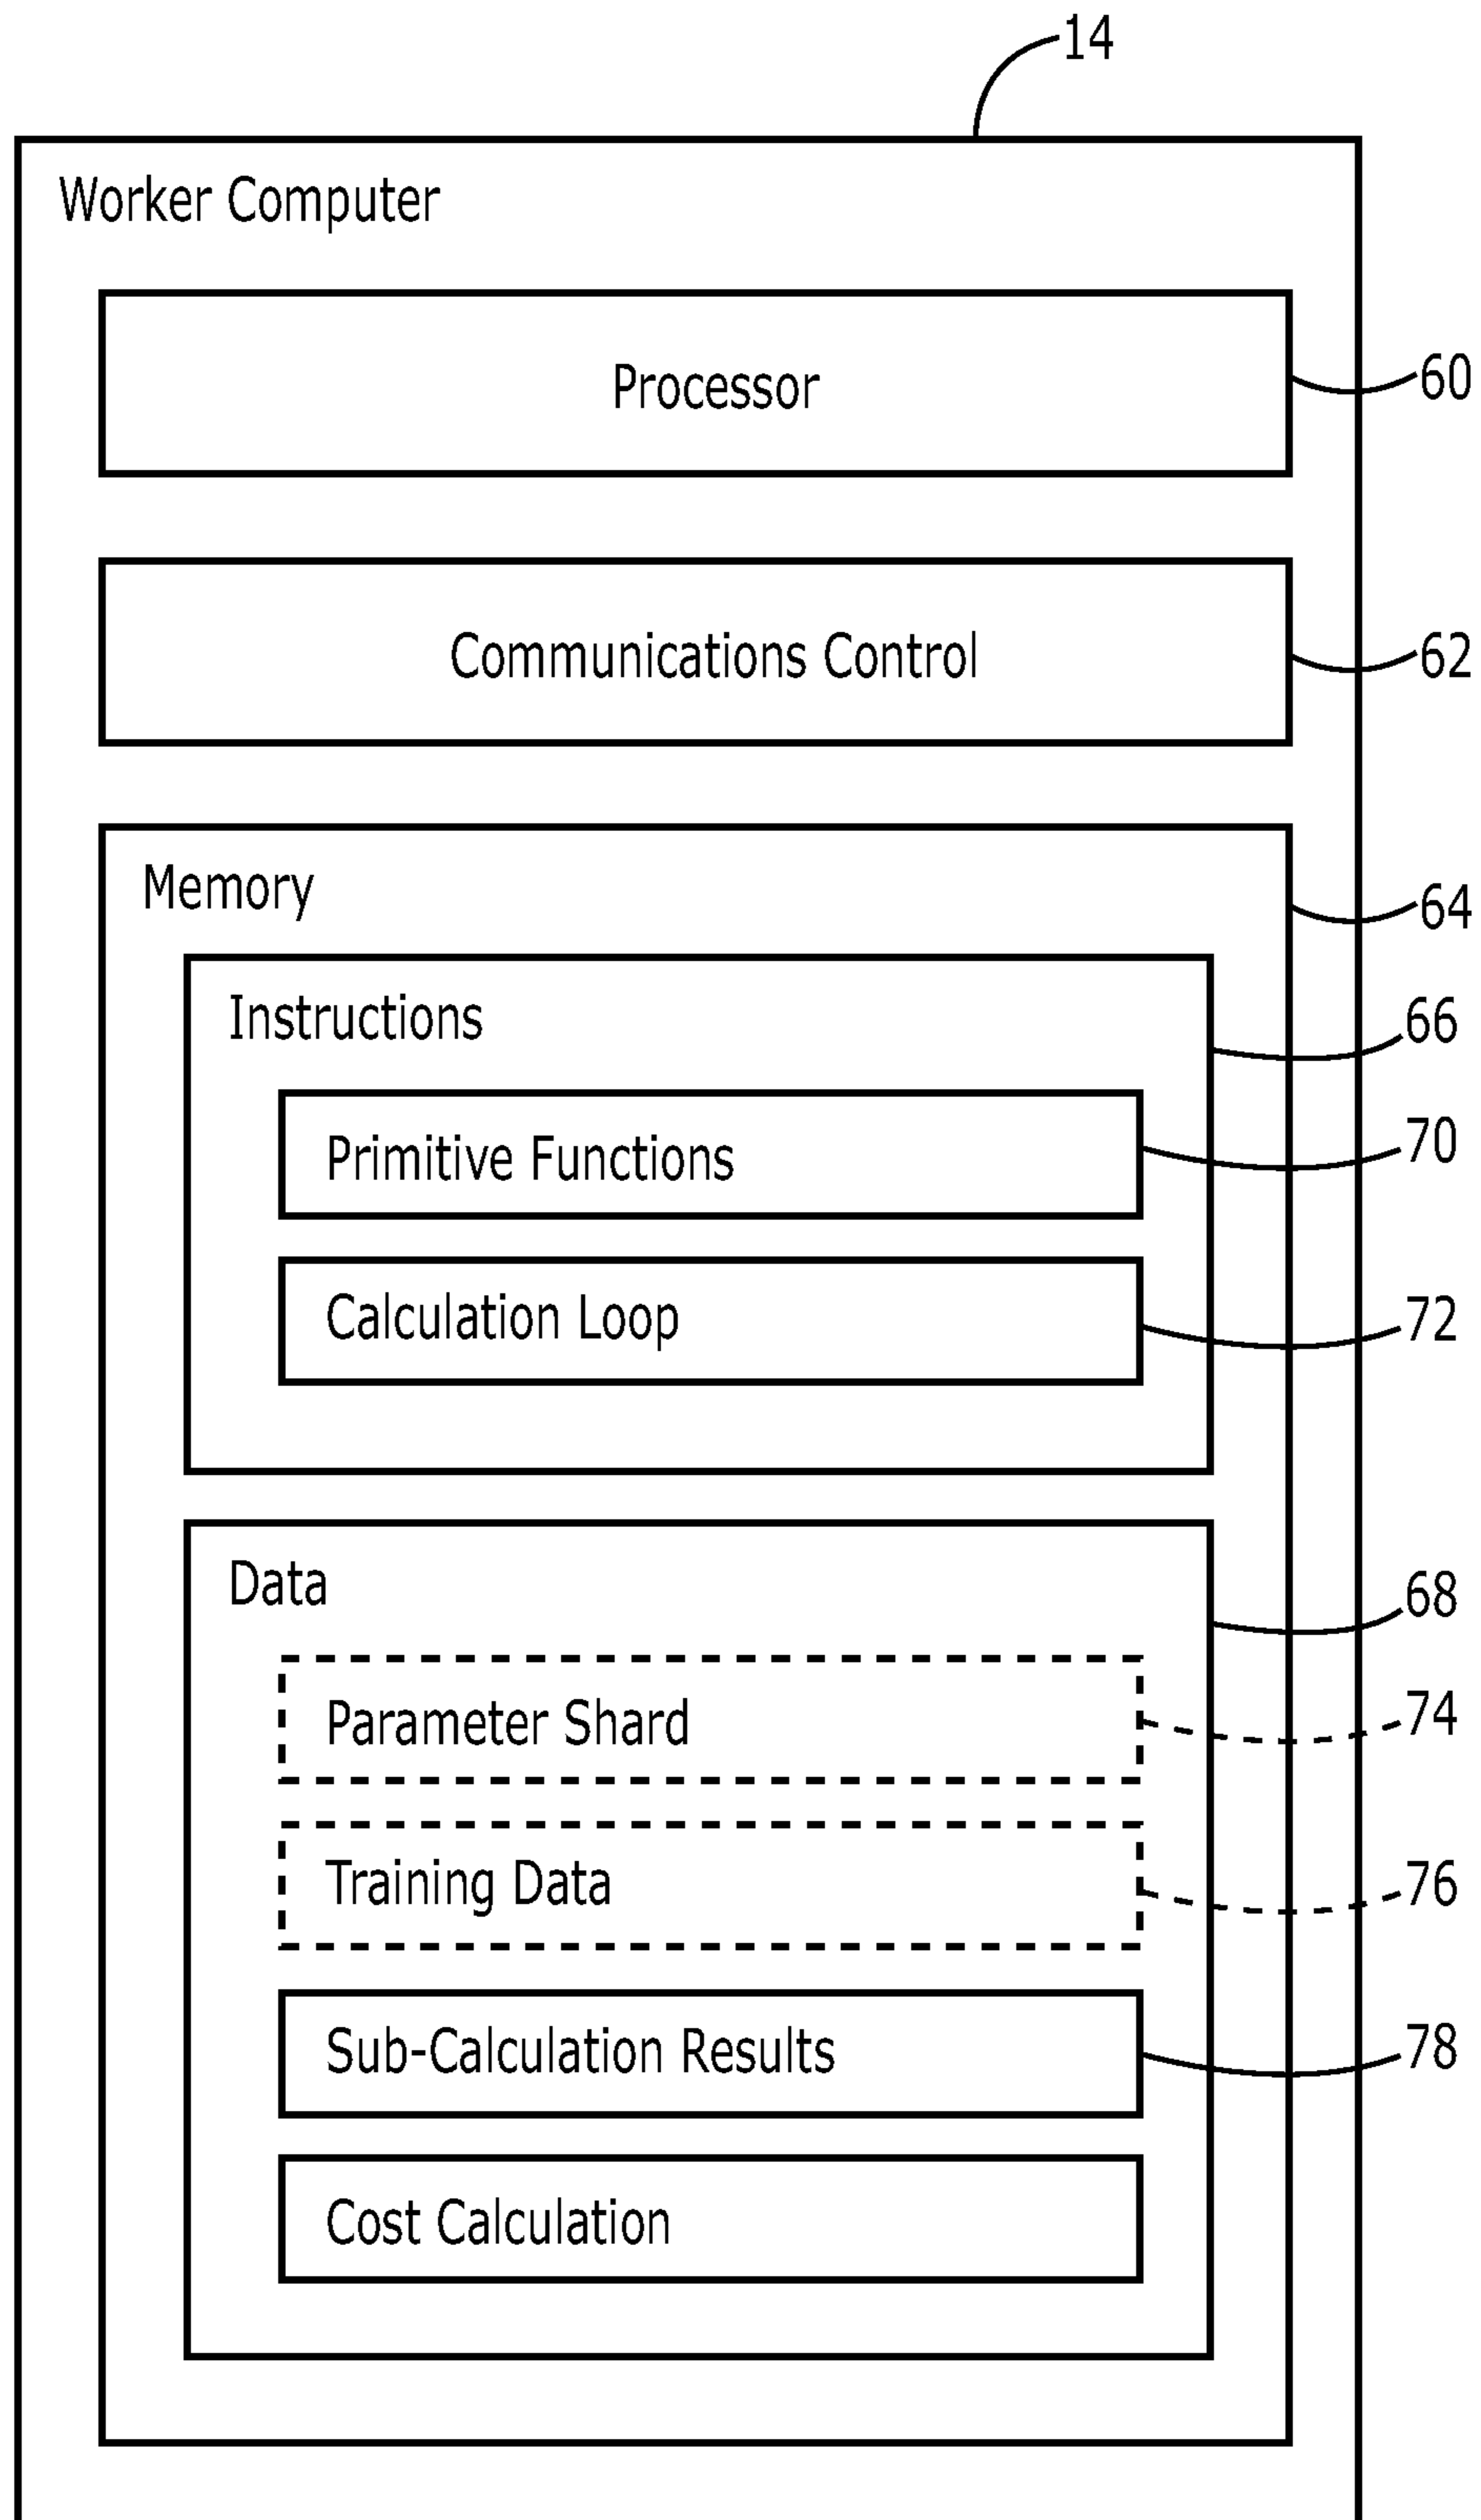 14
Worker Computer
Processor
60
Communications Control
62
Memory
64
Instructions
66
Primitive Functions
70
Calculation Loop
72
Data
68
Parameter Shard
74
Training Data
76
Sub-Calculation Results
78
Cost Calculation